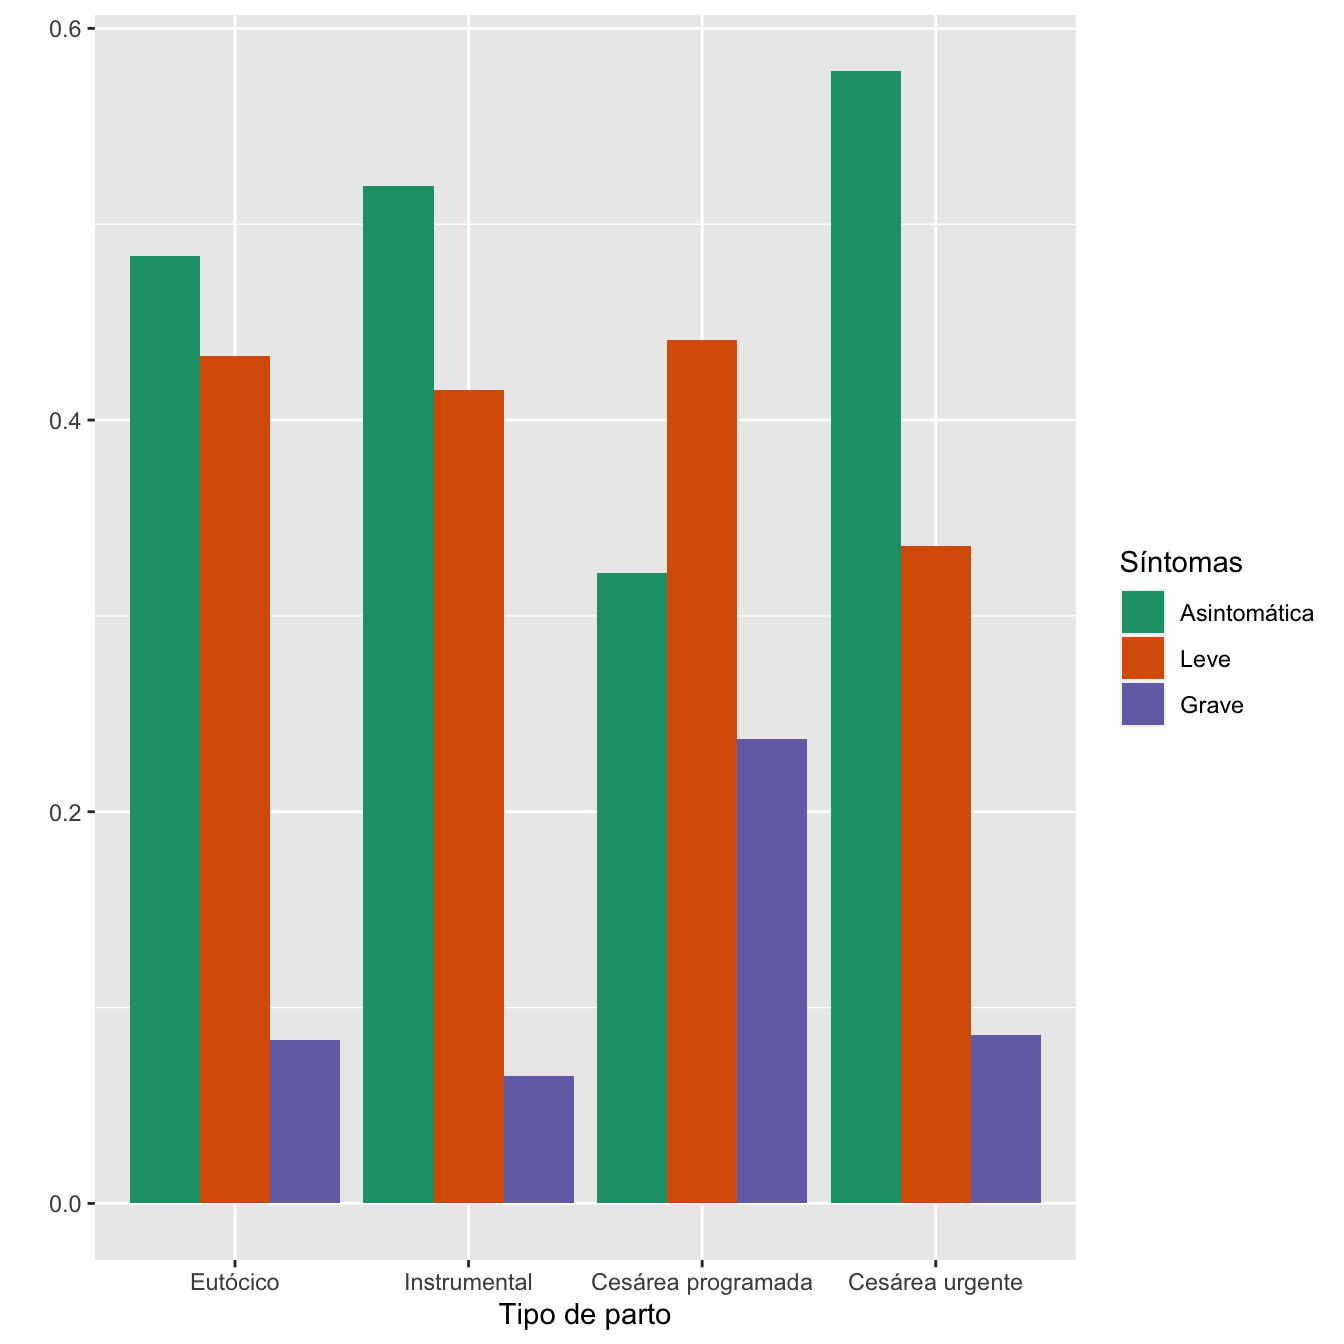 0.6
0.4
0.2
0.0
Eutócico
Instrumental
Cesárea programada
Cesárea urgente
Tipo de parto
Síntomas
Asintomática
Leve
Grave